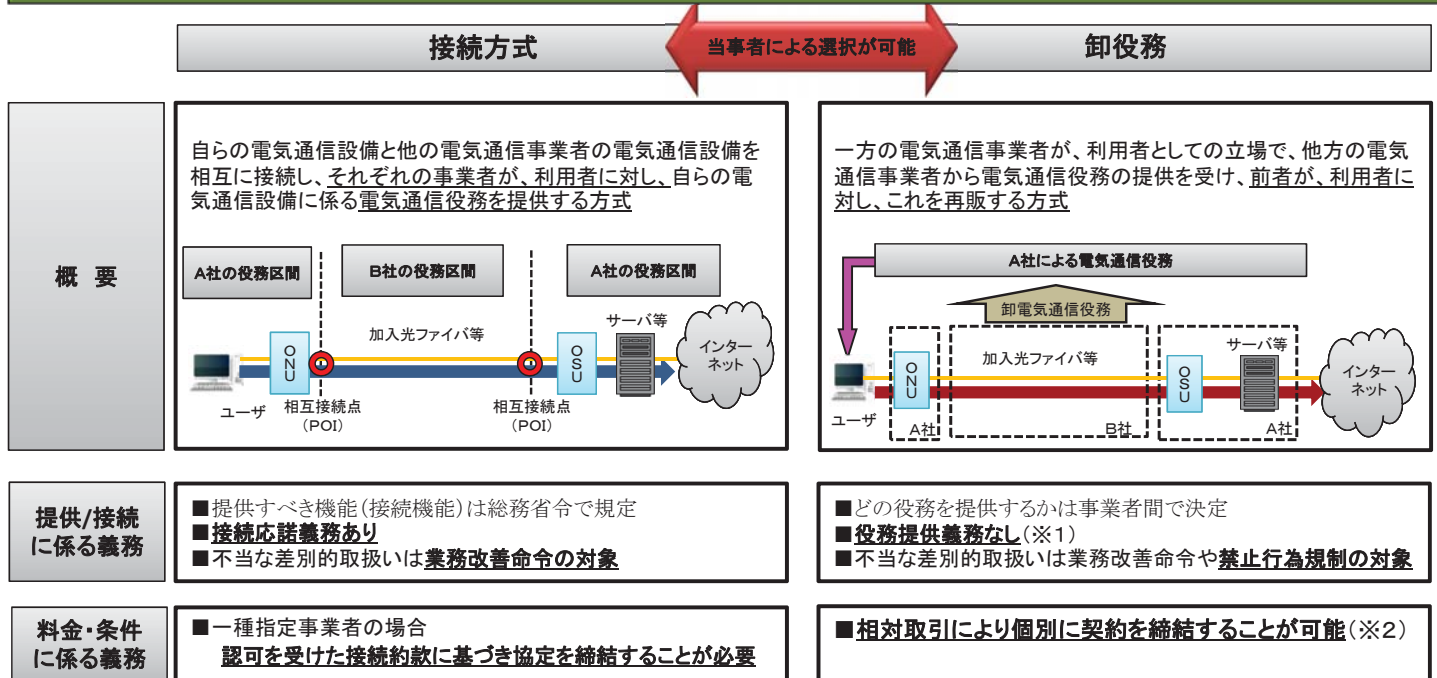 接続方式
当事者による選択が可能
卸役務
概 要
自らの電気通信設備と他の電気通信事業者の電気通信設備を
相互に接続し、それぞれの事業者が、利用者に対し、自らの電
気通信設備に係る電気通信役務を提供する方式
A社の役務区間
B社の役務区間
A社の役務区間
加入光ファイバ等
サーバ等
ONU
OSU
インター
ネット
ユーザ
相互接続点
(POI)
相互接続点
(POI)
一方の電気通信事業者が、利用者としての立場で、他方の電気
通信事業者から電気通信役務の提供を受け、前者が、利用者に
対し、これを再販する方式
A社による電気通信役務
卸電気通信役務
加入光ファイバ等
サーバ等
ONU
OSU
インター
ネット
ユーザ
A社
B社
A社
提供/接続
に係る義務
■提供すべき機能(接続機能)は総務省令で規定
■接続応諾義務あり
■不当な差別的取扱いは業務改善命令の対象
■どの役務を提供するかは事業者間で決定
■役務提供義務なし(※1)
■不当な差別的取扱いは業務改善命令や禁止行為規制の対象
料金・条件
に係る義務
■一種指定事業者の場合
認可を受けた接続約款に基づき協定を締結することが必要
■相対取引により個別に契約を締結することが可能(※2)